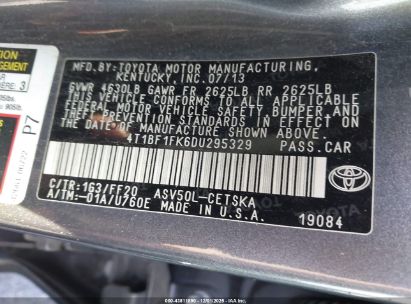 MFD. BY: TOYOTA MOTOR MANUFACTURING,
KENTUCKY, INC. 07/13
GVWR 4630LB GAWR FR 2625LB RR 2625LB
THIS VEHICLE CONFORMS TO ALL APPLICABLE
FEDERAL MOTOR VEHICLE SAFETY, BUMPER, AND
THEFT PREVENTION STANDARDS IN EFFECT ON
THE DATE OF MANUFACTURE SHOWN ABOVE.
4T1BF1FK6DU295329 PASS.CAR
C/TR: 1G3/FF20 ASV50L-CETSKA
A/TM: -01A/U760E
MADE IN U.S.A.
19084
TOYOTA
P7